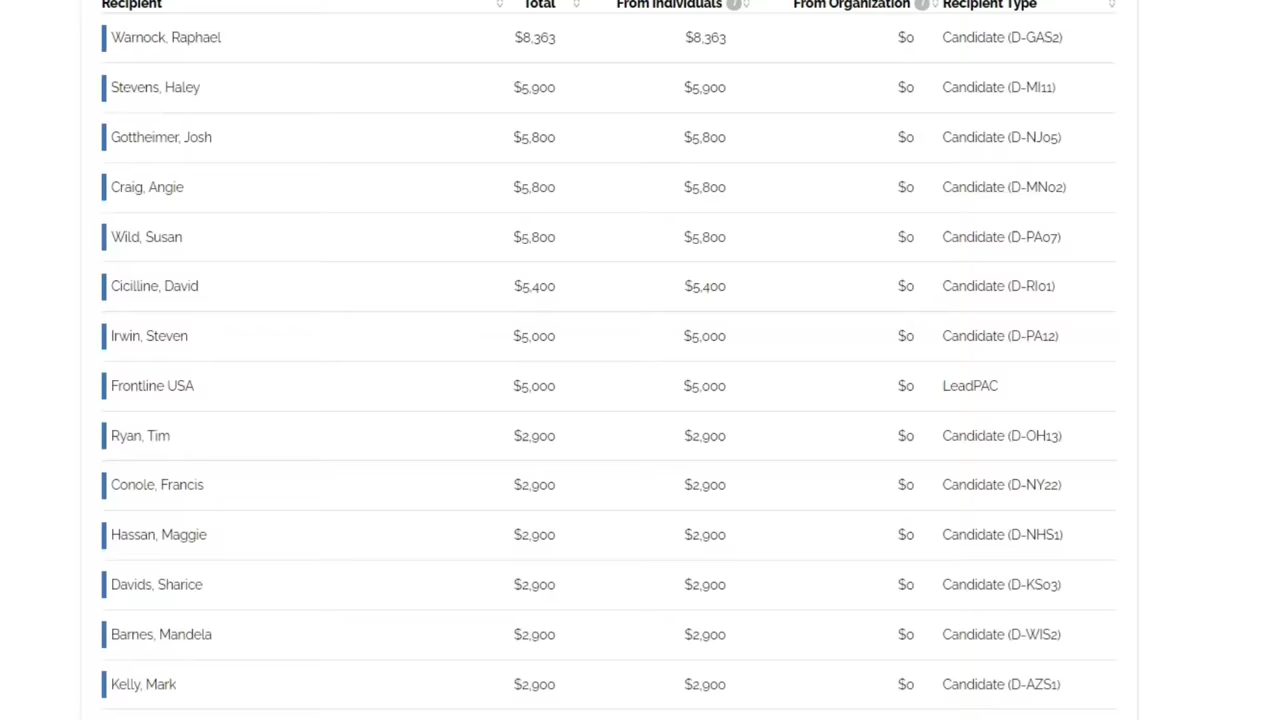 Recipient Total From Individuals ? From Organization ? Recipient Type
Warnock, Raphael $8,363 $8,363 $0 Candidate (D-GAS2)
Stevens, Haley $5,900 $5,900 $0 Candidate (D-MI11)
Gottheimer, Josh $5,800 $5,800 $0 Candidate (D-NJ05)
Craig, Angie $5,800 $5,800 $0 Candidate (D-MN02)
Wild, Susan $5,800 $5,800 $0 Candidate (D-PA07)
Cicilline, David $5,400 $5,400 $0 Candidate (D-RI01)
Irwin, Steven $5,000 $5,000 $0 Candidate (D-PA12)
Frontline USA $5,000 $5,000 $0 LeadPAC
Ryan, Tim $2,900 $2,900 $0 Candidate (D-OH13)
Conole, Francis $2,900 $2,900 $0 Candidate (D-NY22)
Hassan, Maggie $2,900 $2,900 $0 Candidate (D-NHS1)
Davids, Sharice $2,900 $2,900 $0 Candidate (D-KS03)
Barnes, Mandela $2,900 $2,900 $0 Candidate (D-WIS2)
Kelly, Mark $2,900 $2,900 $0 Candidate (D-AZS1)